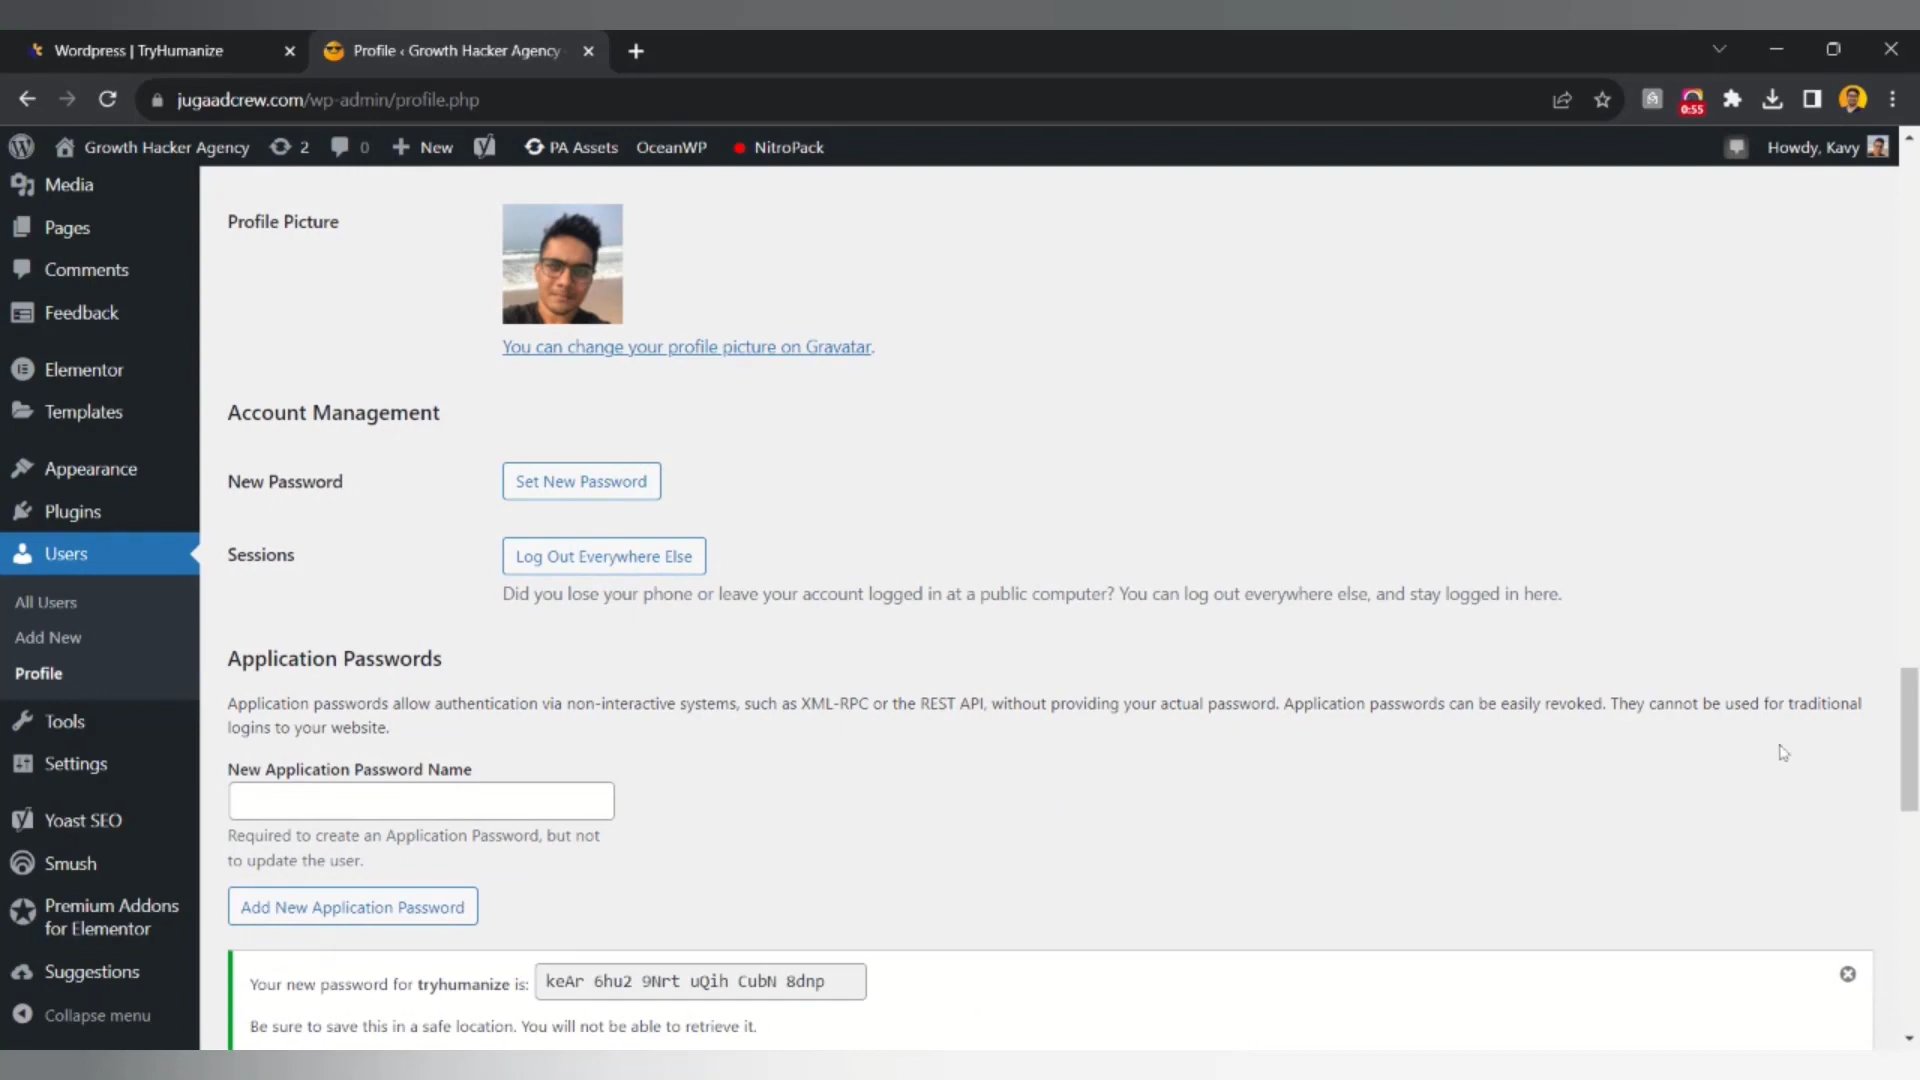 Wordpress | TryHumanize
Profile ‹ Growth Hacker Agency
jugaadcrew.com/wp-admin/profile.php
0:55
Growth Hacker Agency 2 0 New PA Assets OceanWP NitroPack Howdy, Kavy
Media
Pages
Comments
Feedback
Elementor
Templates
Appearance
Plugins
Users
All Users
Add New
Profile
Tools
Settings
Yoast SEO
Smush
Premium Addons
for Elementor
Suggestions
Collapse menu
Profile Picture
You can change your profile picture on Gravatar.
Account Management
New Password
Set New Password
Sessions
Log Out Everywhere Else
Did you lose your phone or leave your account logged in at a public computer? You can log out everywhere else, and stay logged in here.
Application Passwords
Application passwords allow authentication via non-interactive systems, such as XML-RPC or the REST API, without providing your actual password. Application passwords can be easily revoked. They cannot be used for traditional
logins to your website.
New Application Password Name
Required to create an Application Password, but not
to update the user.
Add New Application Password
Your new password for tryhumanize is: keAr 6hu2 9Nrt uQih CubN 8dnp
Be sure to save this in a safe location. You will not be able to retrieve it.